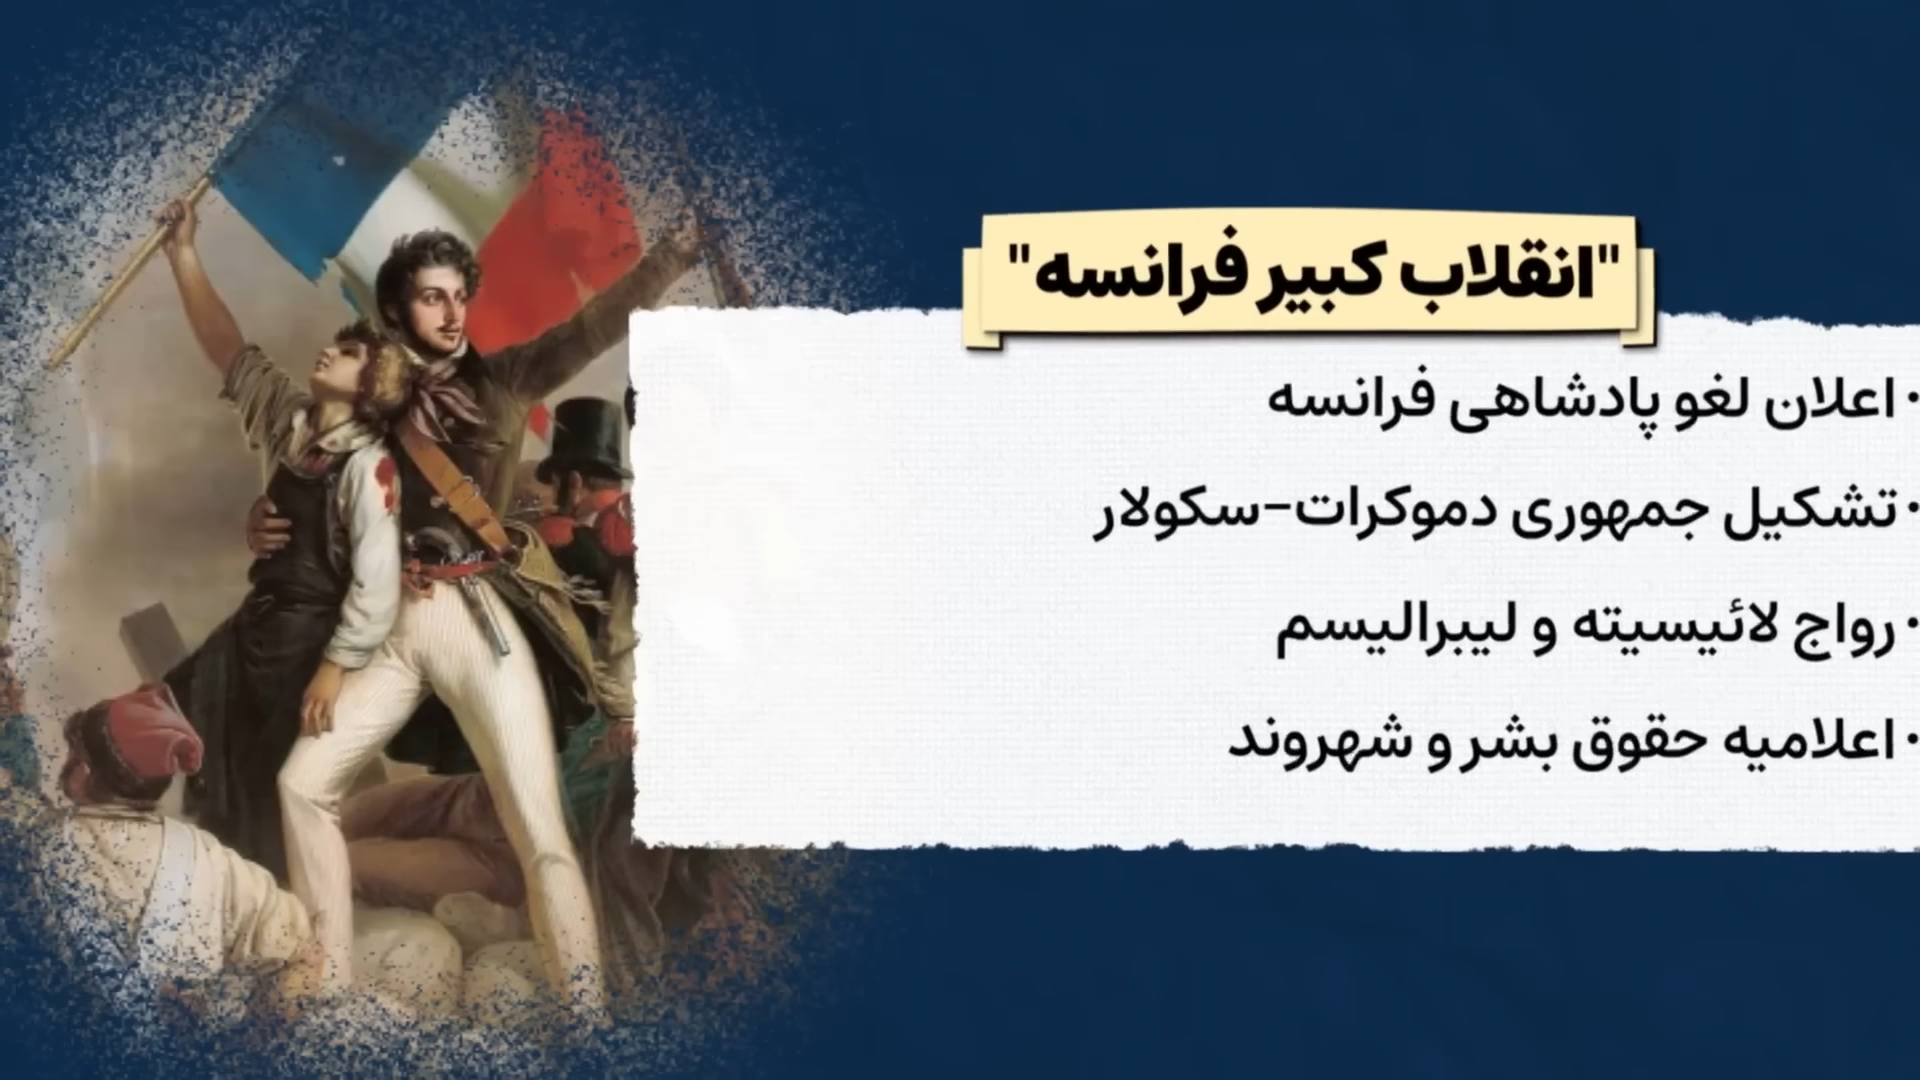 "انقلاب کبیر فرانسه"
• اعلان لغو پادشاهی فرانسه
• تشکیل جمهوری دموکرات-سکولار
• رواج لائیسیته و لیبرالیسم
• اعلامیه حقوق بشر و شهروند